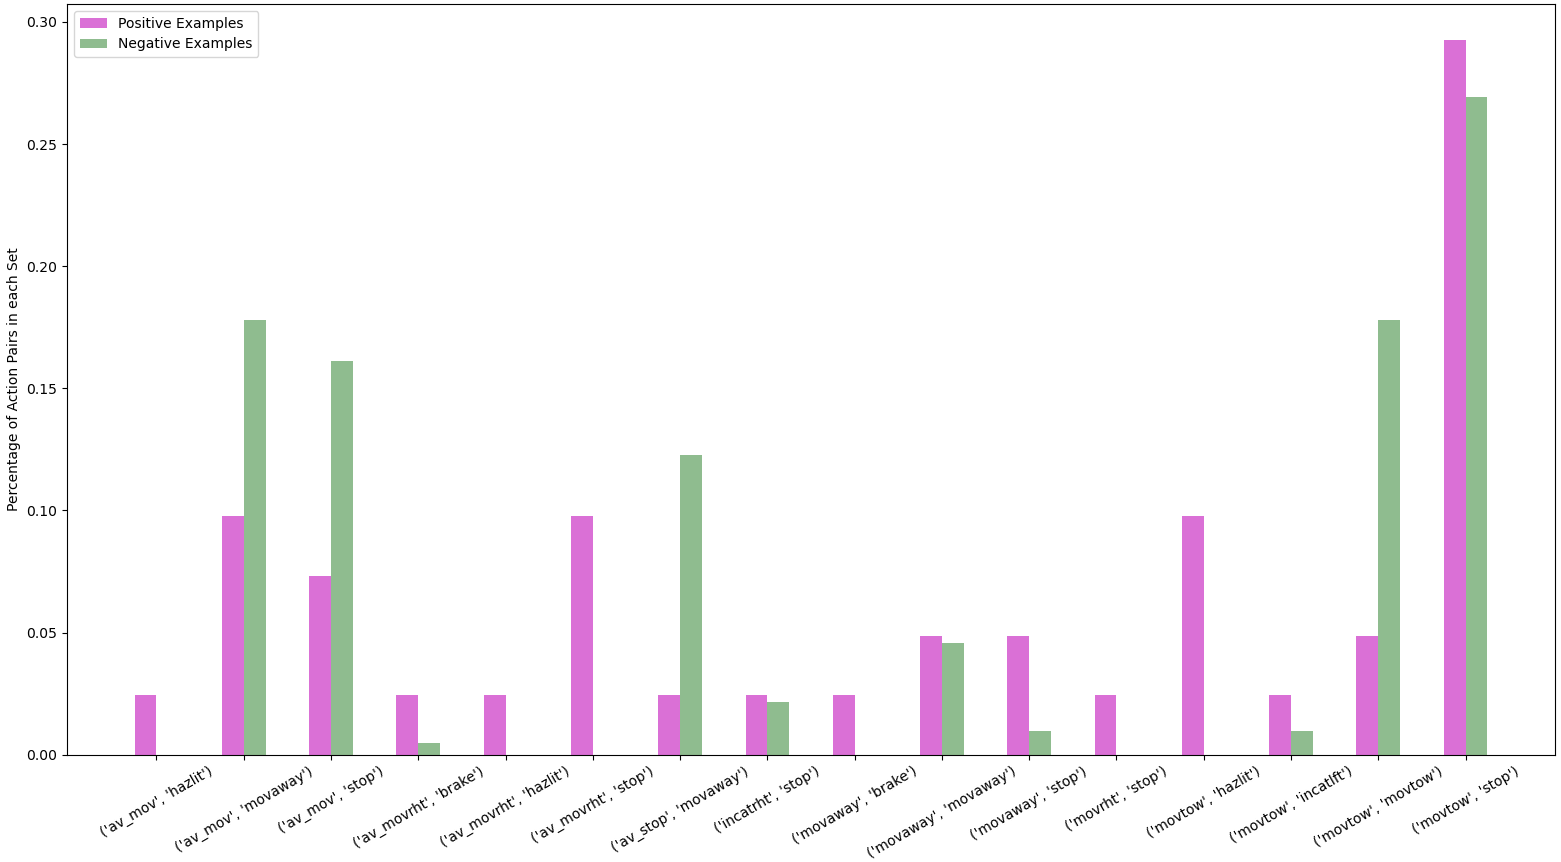 Positive Examples
Negative Examples
Percentage of Action Pairs in each Set
0.30
0.25
0.20
0.15
0.10
0.05
0.00
('av_mov', 'hazlit')
('av_mov', 'movaway')
('av_mov', 'stop')
('av_movrht', 'brake')
('av_movrht', 'hazlit')
('av_movrht', 'stop')
('av_stop', 'movaway')
('incatrht', 'stop')
('movaway', 'brake')
('movaway', 'movaway')
('movaway', 'stop')
('movrht', 'stop')
('movtow', 'hazlit')
('movtow', 'incatlft')
('movtow', 'movtow')
('movtow', 'stop')